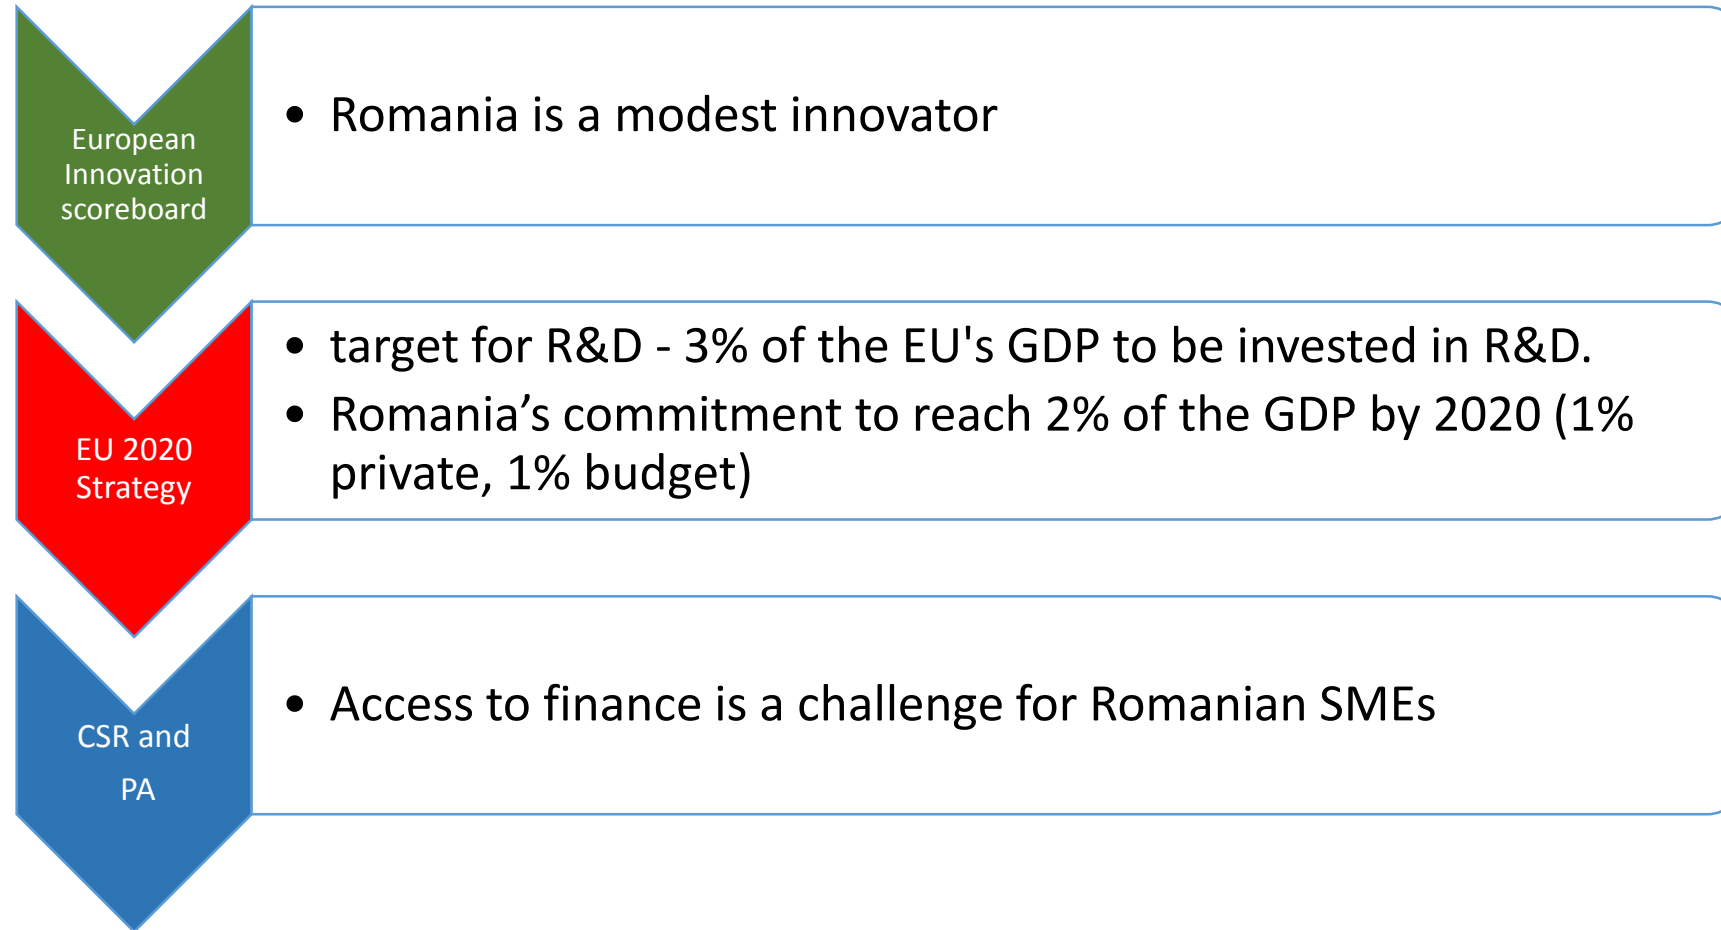 European
Innovation
scoreboard
• Romania is a modest innovator
EU 2020
Strategy
• target for R&D - 3% of the EU's GDP to be invested in R&D.
• Romania’s commitment to reach 2% of the GDP by 2020 (1%
private, 1% budget)
CSR and
PA
• Access to finance is a challenge for Romanian SMEs